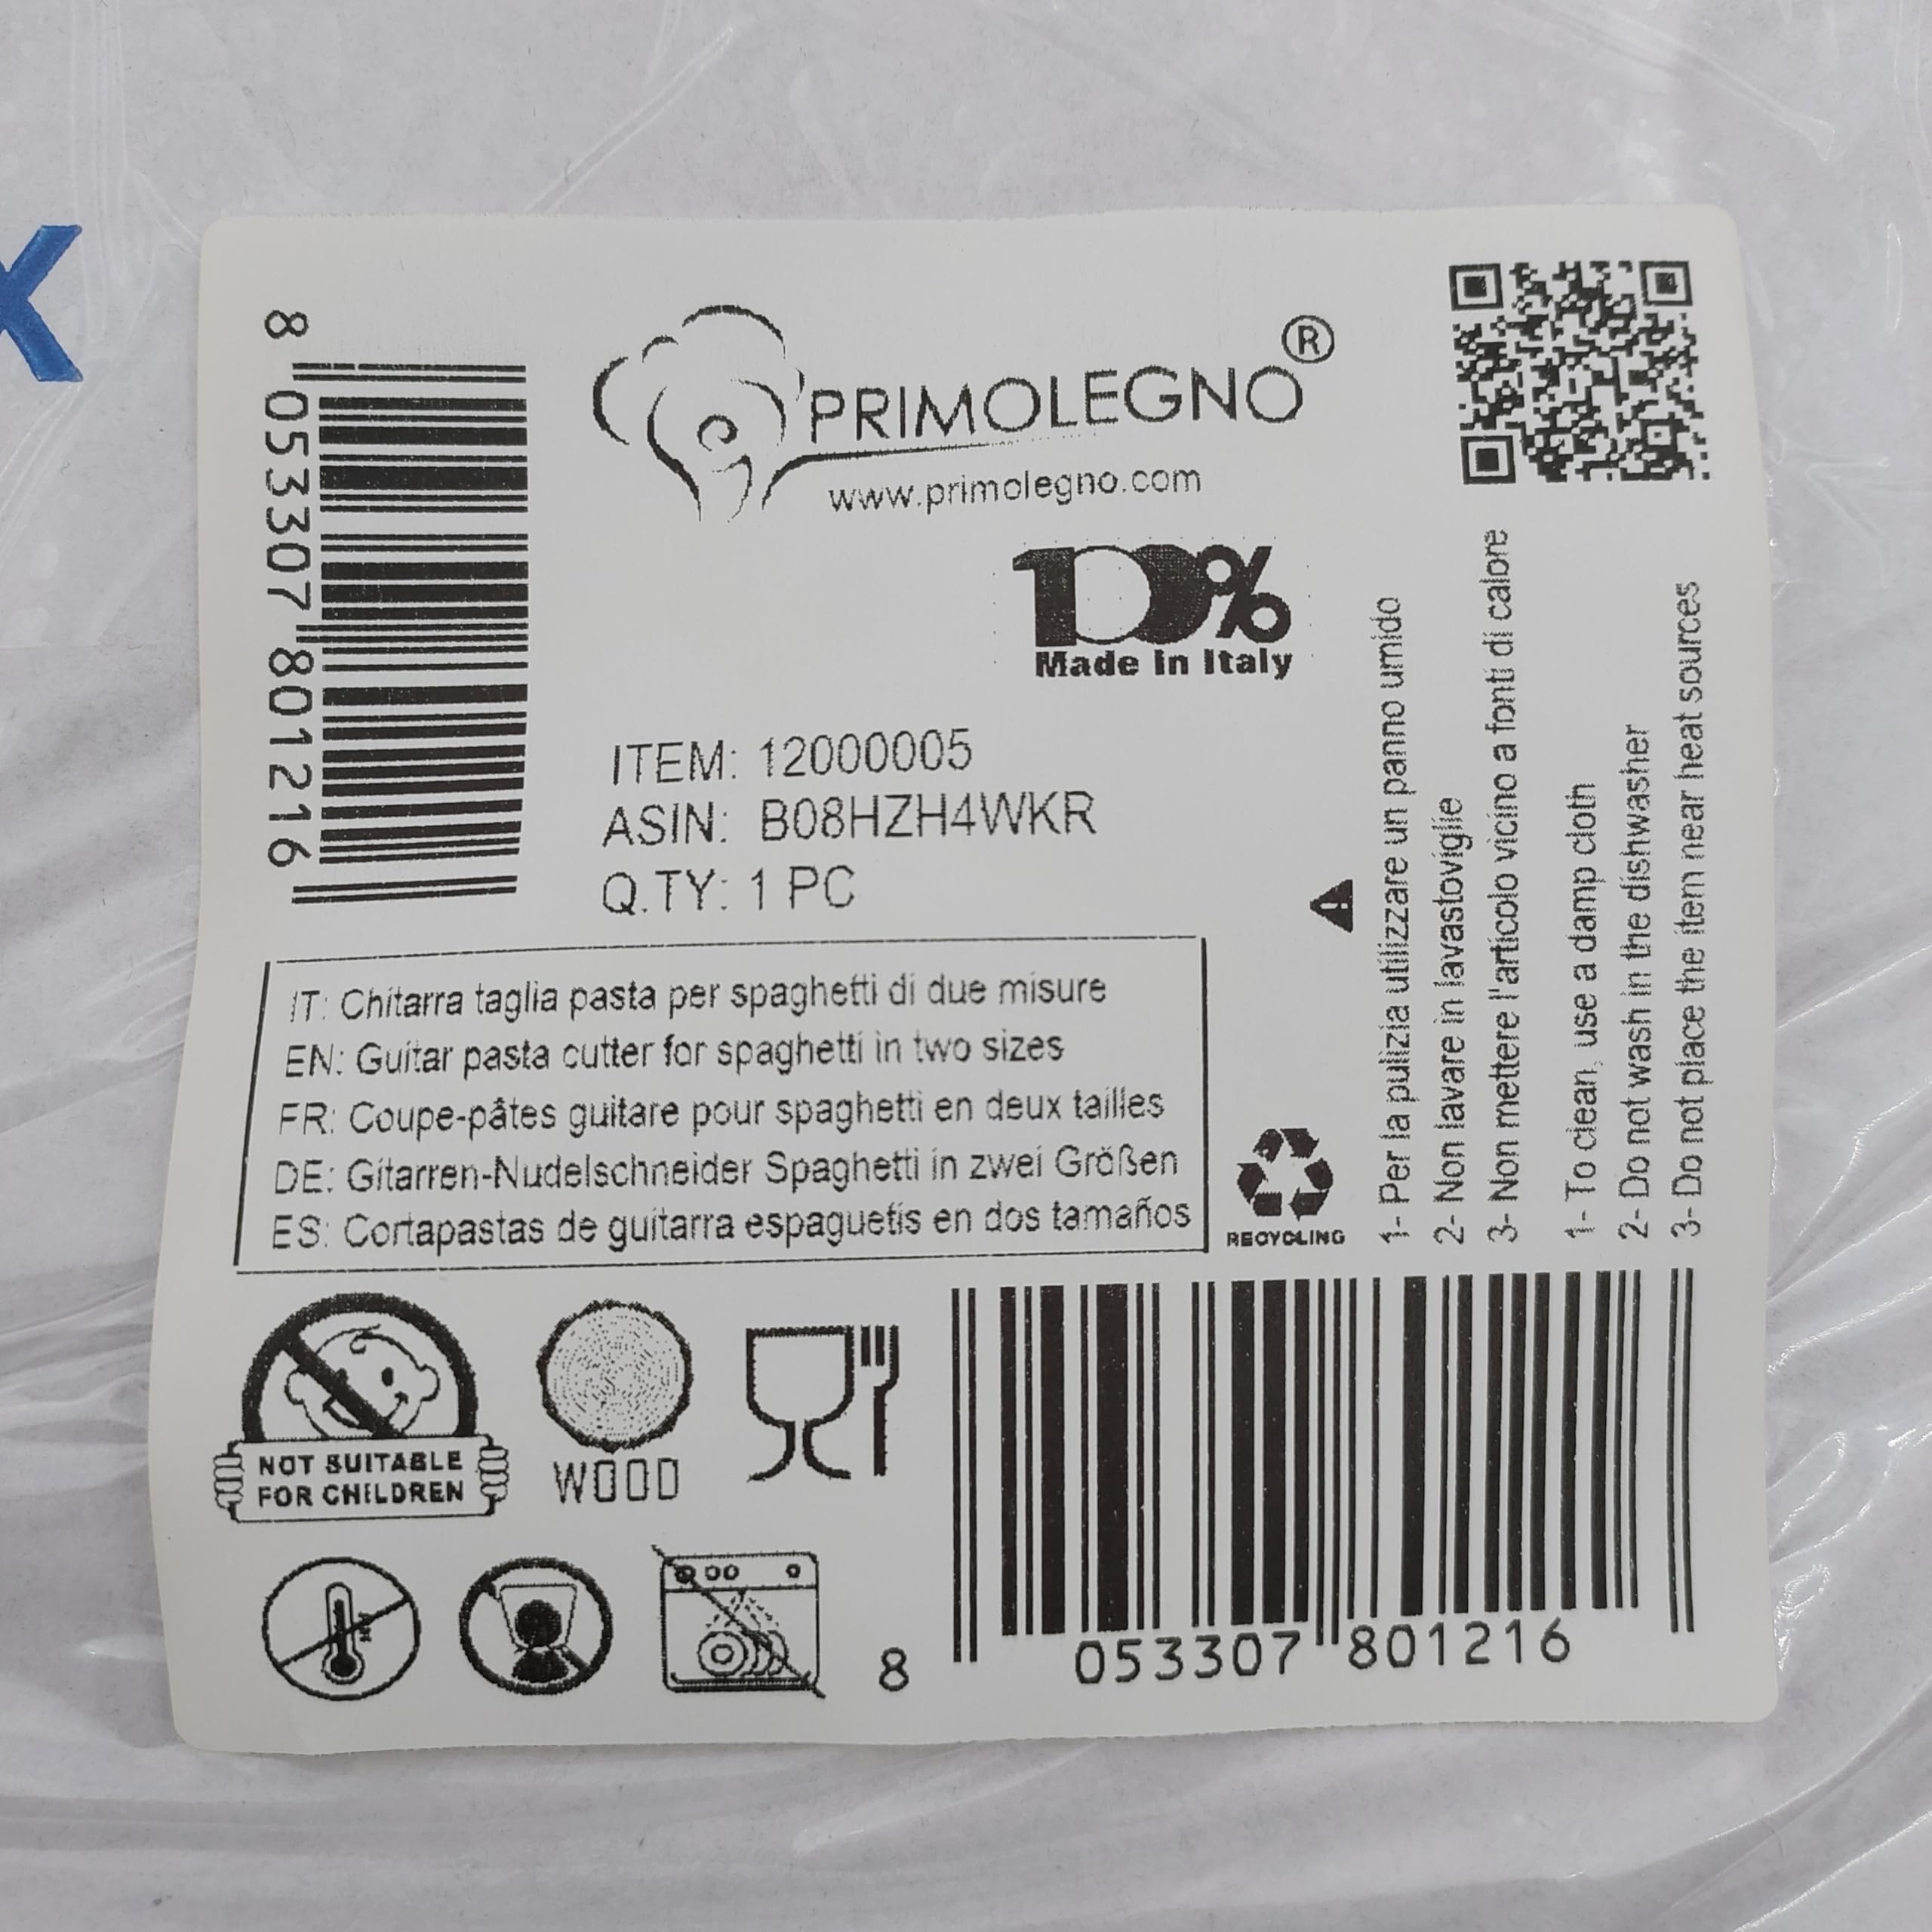 X
8 053307 801216
PRIMOLEGNO®
www.primolegno.com
100%
Made in Italy
ITEM: 12000005
ASIN: B08HZH4WKR
Q.TY: 1 PC
IT: Chitarra taglia pasta per spaghetti di due misure
EN: Guitar pasta cutter for spaghetti in two sizes
FR: Coupe-pâtes guitare pour spaghetti en deux tailles
DE: Gitarren-Nudelschneider Spaghetti in zwei Größen
ES: Cortapastas de guitarra espaguetis en dos tamaños
RECYCLING
1- Per la pulizia utilizzare un panno umido
2- Non lavare in lavastoviglie
3- Non mettere l'articolo vicino a fonti di calore
1- To clean, use a damp cloth
2- Do not wash in the dishwasher
3- Do not place the item near heat sources
NOT SUITABLE
FOR CHILDREN
WOOD
8 053307 801216